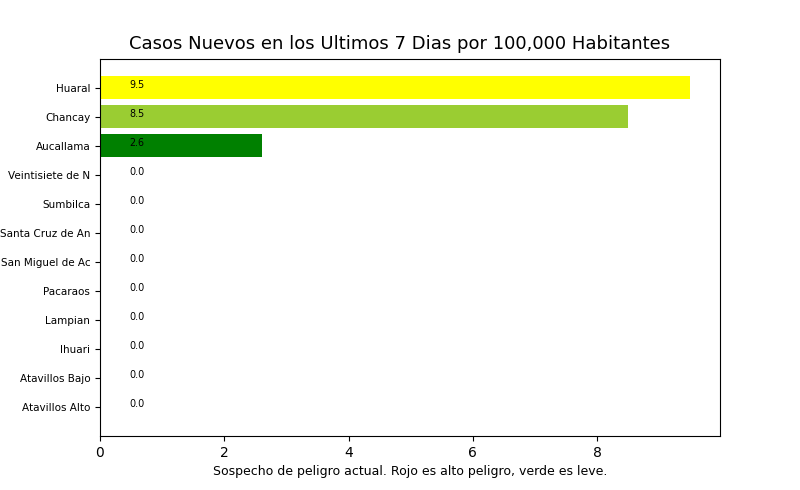 Casos Nuevos en los Ultimos 7 Dias por 100,000 Habitantes
Huaral 9.5
Chancay 8.5
Aucallama 2.6
Veintisiete de N 0.0
Sumbilca 0.0
Santa Cruz de An 0.0
San Miguel de Ac 0.0
Pacaraos 0.0
Lampian 0.0
Ihuari 0.0
Atavillos Bajo 0.0
Atavillos Alto 0.0
0 2 4 6 8
Sospecho de peligro actual. Rojo es alto peligro, verde es leve.